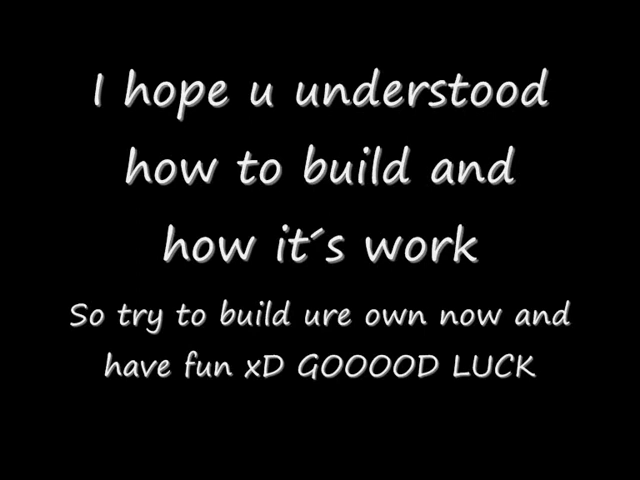 I hope u understood
how to build and
how it´s work
So try to build ure own now and
have fun xD GOOOOD LUCK